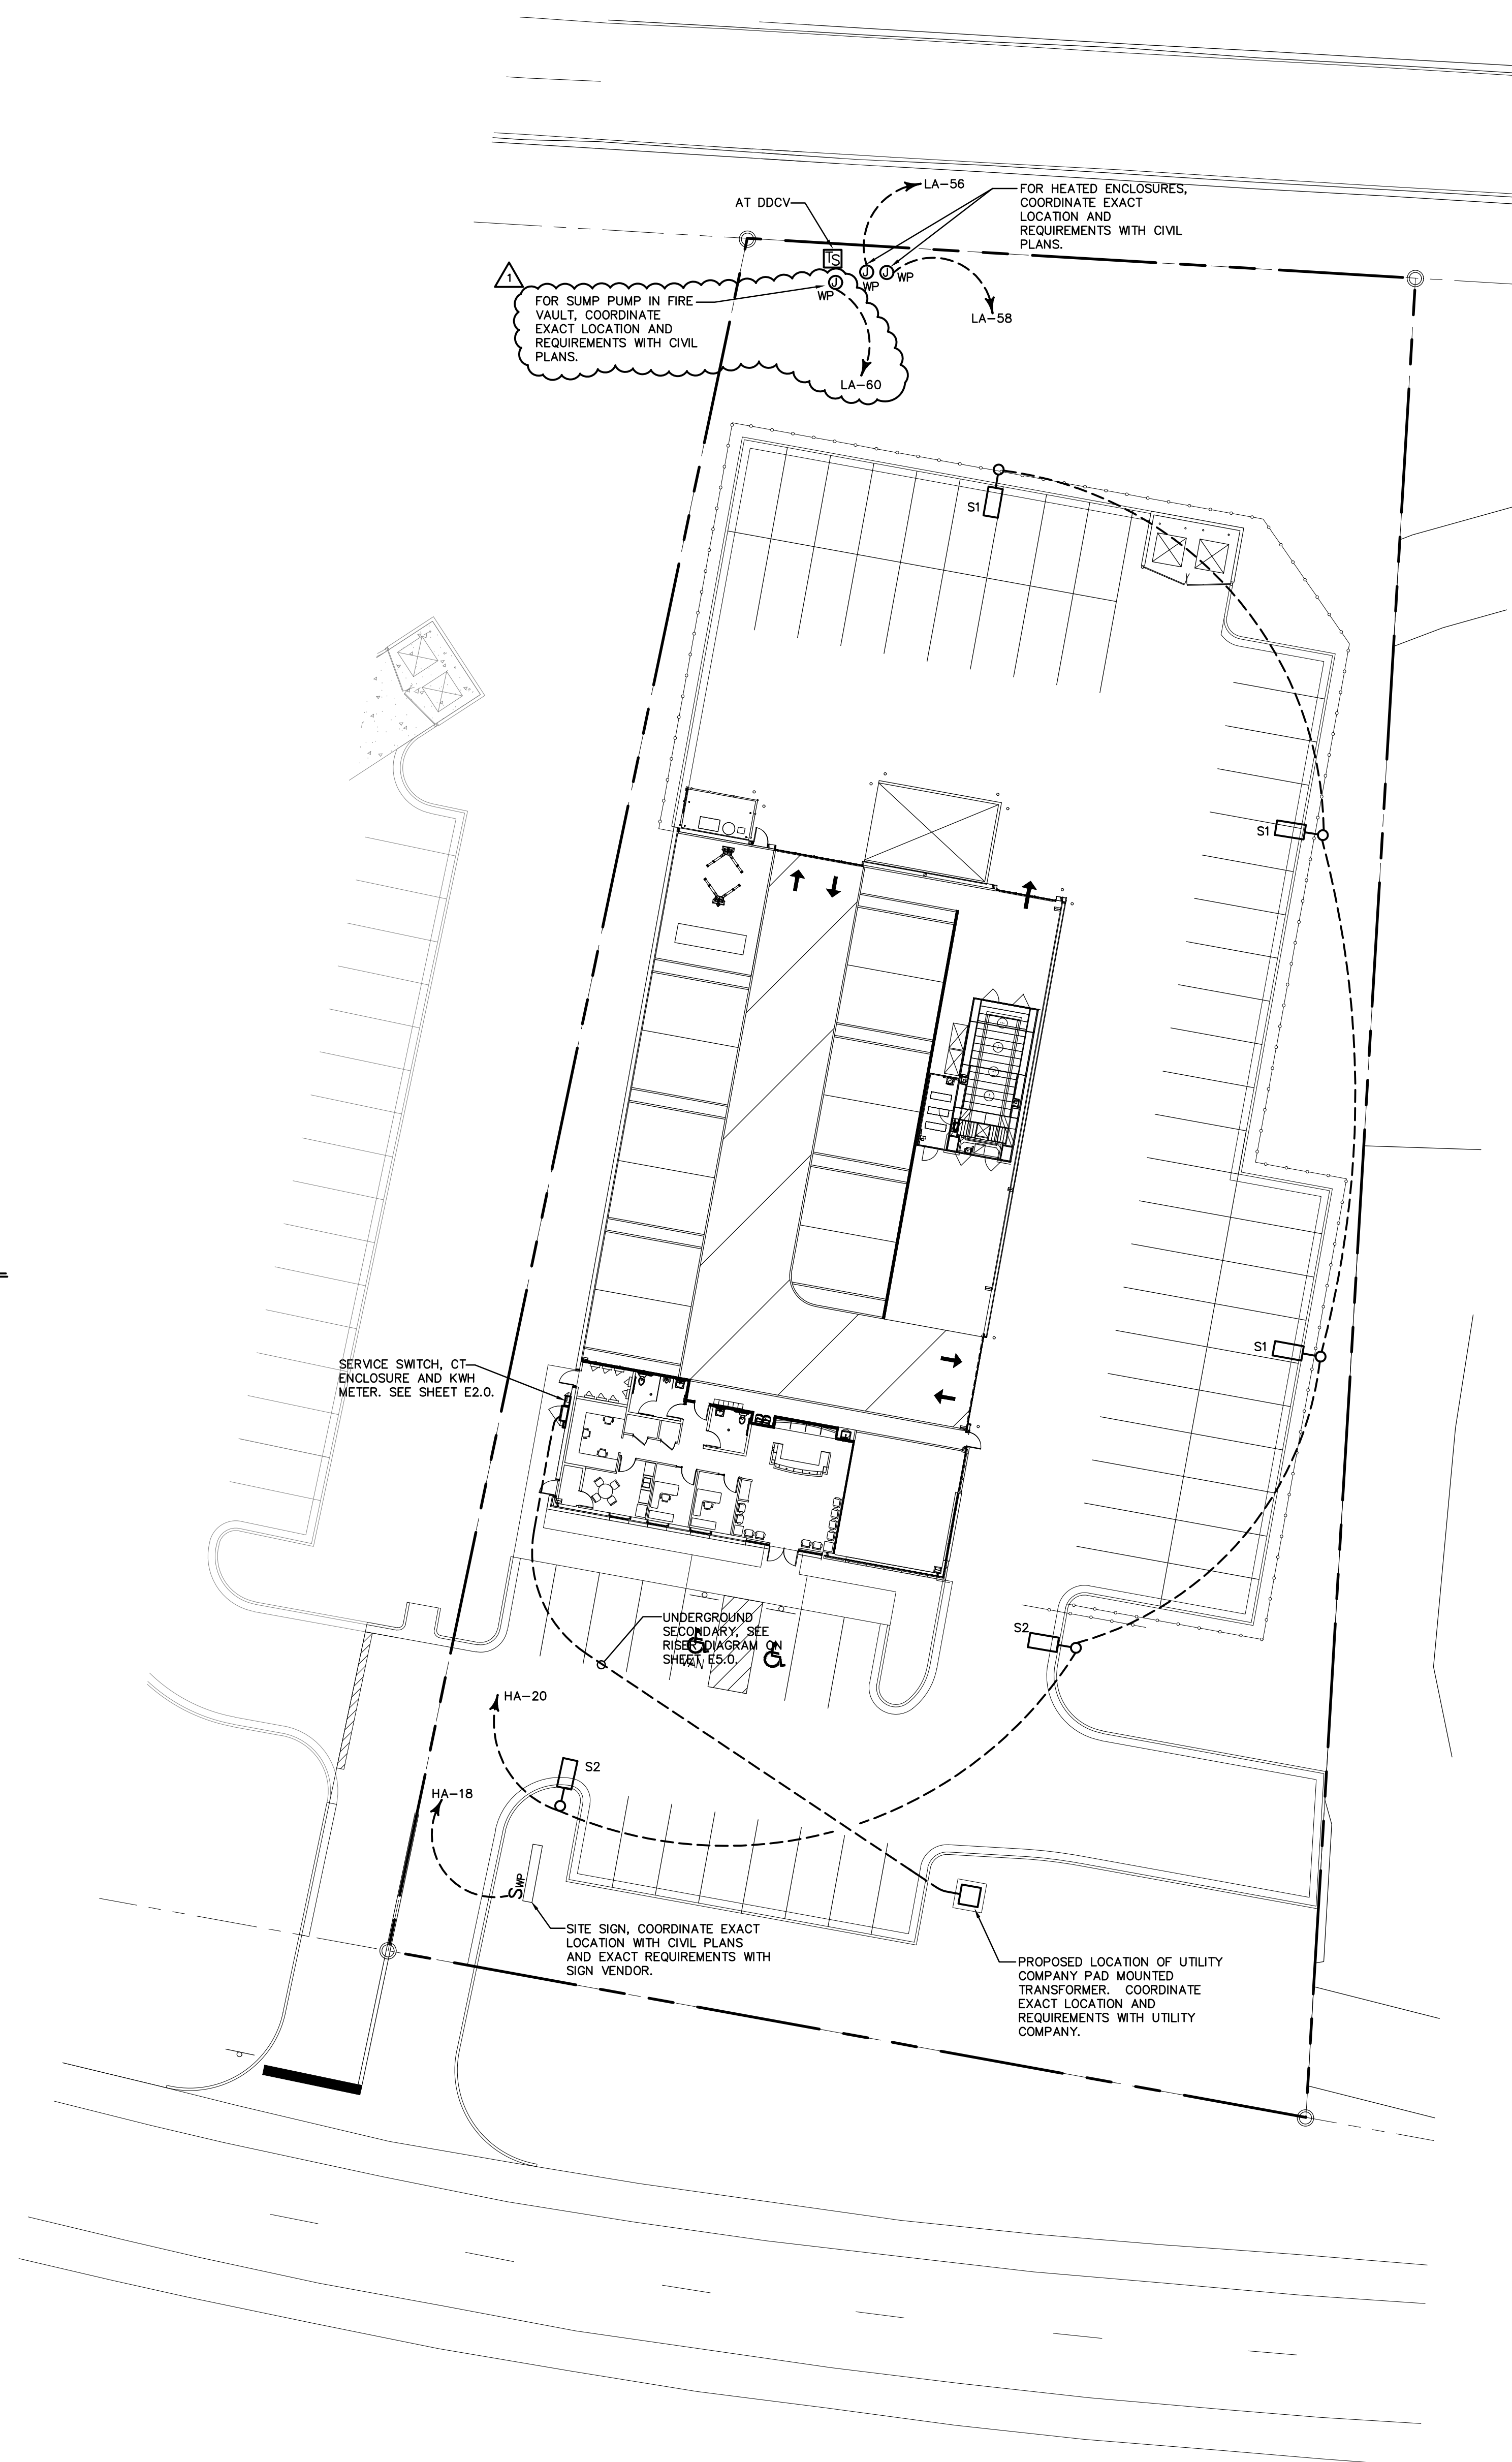 LA-56
FOR HEATED ENCLOSURES,
COORDINATE EXACT
LOCATION AND
REQUIREMENTS WITH CIVIL
PLANS.
AT DDCV
TS
J
J
WP
WP
1
J
WP
FOR SUMP PUMP IN FIRE
VAULT, COORDINATE
EXACT LOCATION AND
REQUIREMENTS WITH CIVIL
PLANS.
LA-58
LA-60
S1
S1
S1
SERVICE SWITCH, CT
ENCLOSURE AND KWH
METER. SEE SHEET E2.0.
UNDERGROUND
SECONDARY, SEE
RISER DIAGRAM ON
SHEET E5.0.
VAN
S2
HA-20
S2
HA-18
SWP
SITE SIGN, COORDINATE EXACT
LOCATION WITH CIVIL PLANS
AND EXACT REQUIREMENTS WITH
SIGN VENDOR.
PROPOSED LOCATION OF UTILITY
COMPANY PAD MOUNTED
TRANSFORMER. COORDINATE
EXACT LOCATION AND
REQUIREMENTS WITH UTILITY
COMPANY.